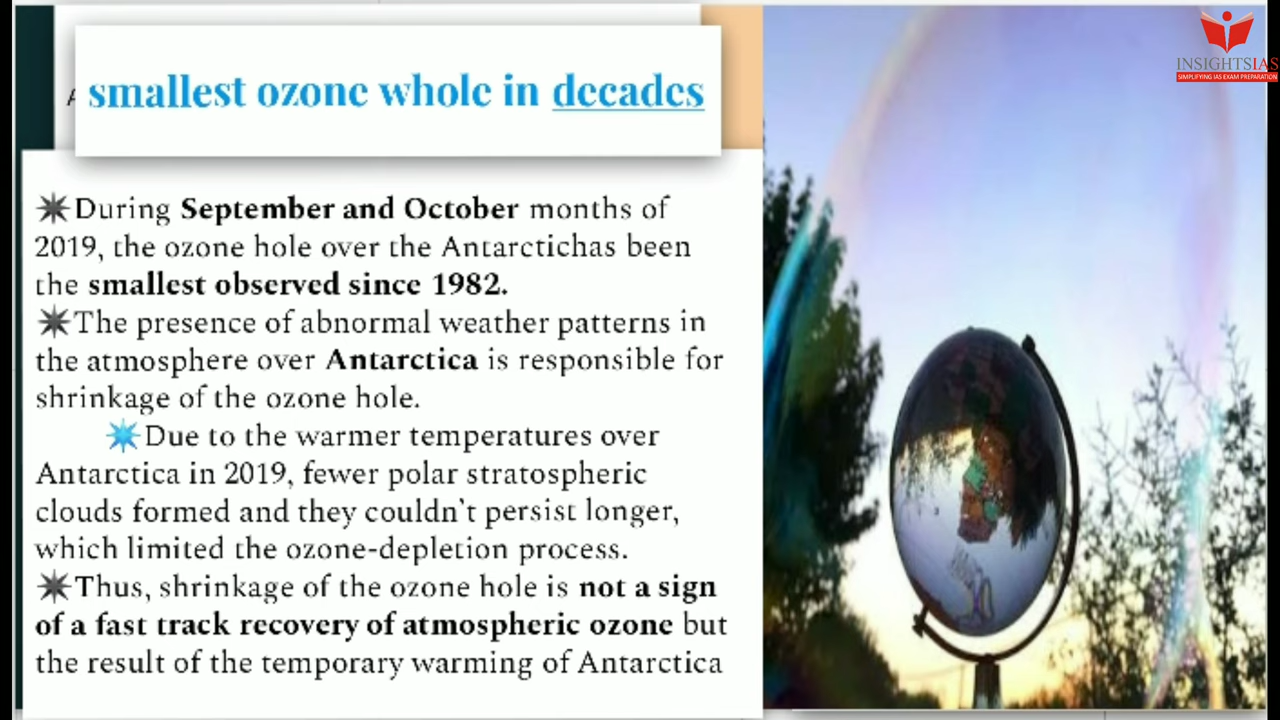 smallest ozone whole in decades
During September and October months of
2019, the ozone hole over the Antarctichas been
the smallest observed since 1982.
The presence of abnormal weather patterns in
the atmosphere over Antarctica is responsible for
shrinkage of the ozone hole.
Due to the warmer temperatures over
Antarctica in 2019, fewer polar stratospheric
clouds formed and they couldn't persist longer,
which limited the ozone-depletion process.
Thus, shrinkage of the ozone hole is not a sign
of a fast track recovery of atmospheric ozone but
the result of the temporary warming of Antarctica
INSIGHTSIAS
SIMPLIFYING IAS EXAM PREPARATION